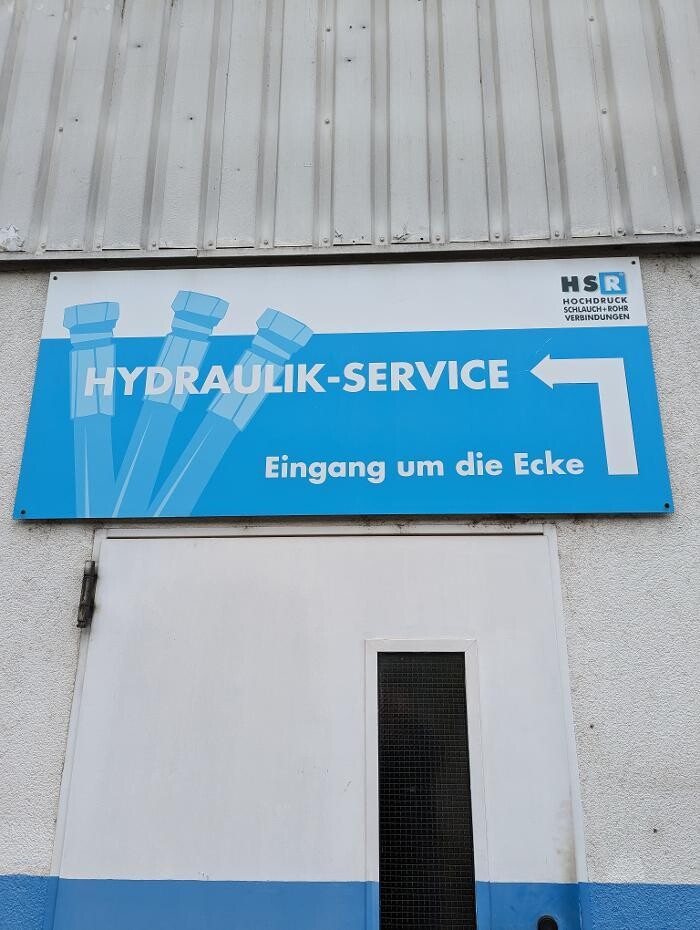 HSR
HOCHDRUCK
SCHLAUCH+ROHR
VERBINDUNGEN
HYDRAULIK-SERVICE
Eingang um die Ecke